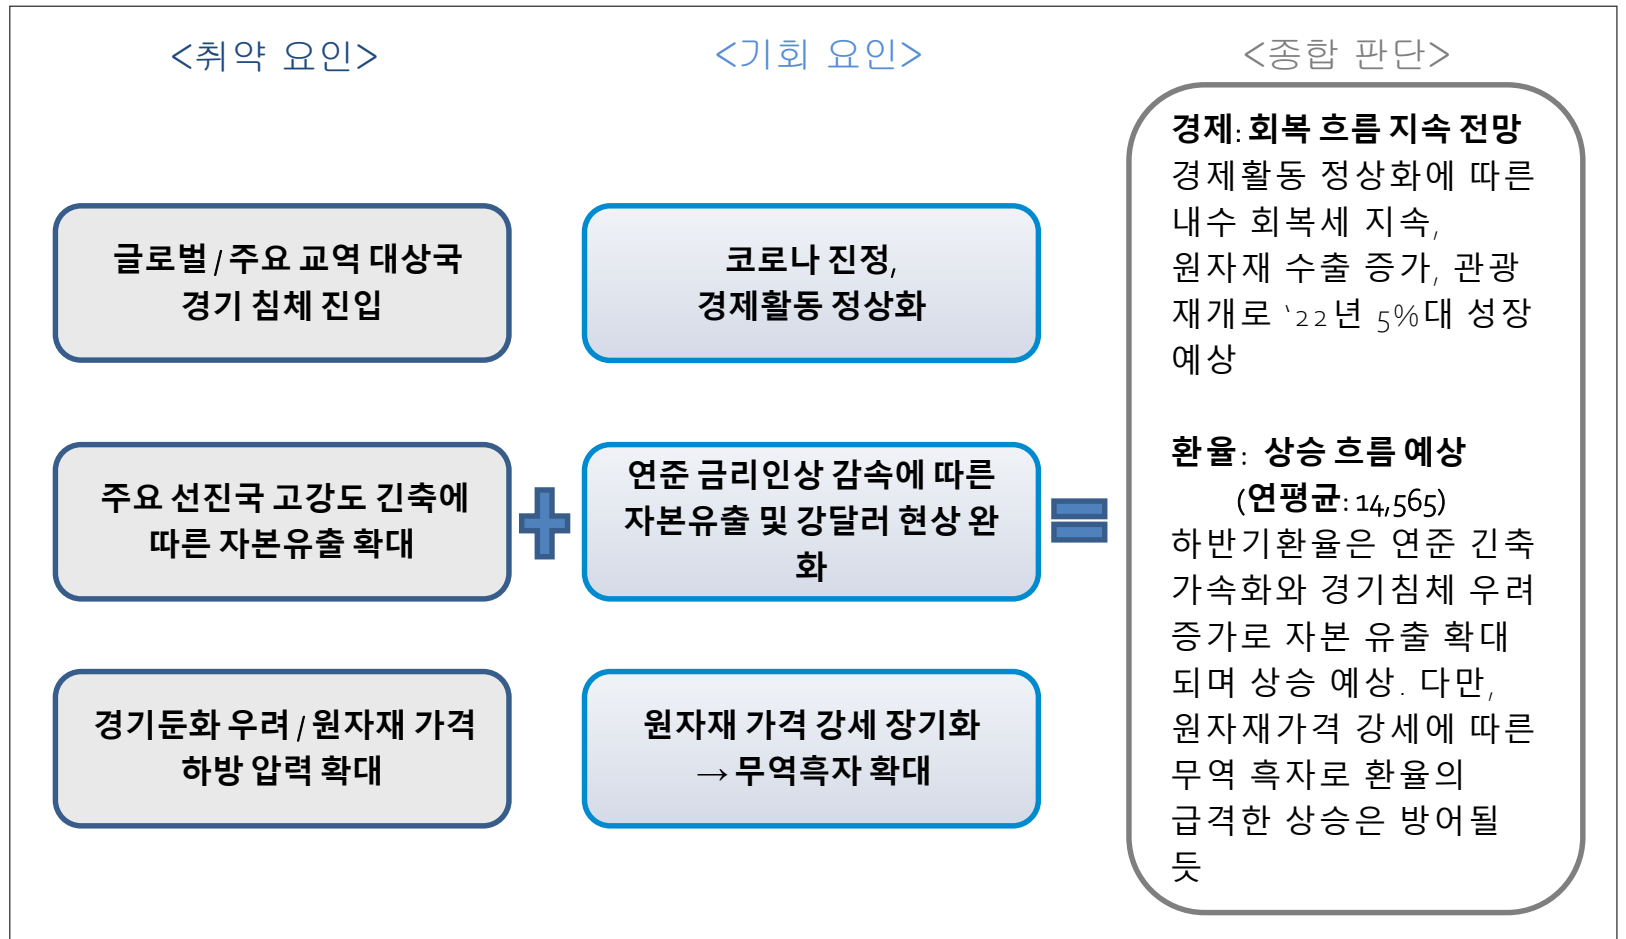 <취약 요인>
글로벌 / 주요 교역 대상국
경기 침체 진입
주요 선진국 고강도 긴축에
따른 자본유출 확대
경기둔화 우려 / 원자재 가격
하방 압력 확대
<기회 요인>
코로나 진정,
경제활동 정상화
연준 금리인상 감속에 따른
자본유출 및 강달러 현상 완
화
원자재 가격 강세 장기화
→ 무역흑자 확대
<종합 판단>
경제: 회복 흐름 지속 전망
경제활동 정상화에 따른
내수 회복세 지속,
원자재 수출 증가, 관광
재개로 ‘22년 5%대 성장
예상
환율: 상승 흐름 예상
(연평균: 14,565)
하반기환율은 연준 긴축
가속화와 경기침체 우려
증가로 자본 유출 확대
되며 상승 예상. 다만,
원자재가격 강세에 따른
무역 흑자로 환율의
급격한 상승은 방어될
듯